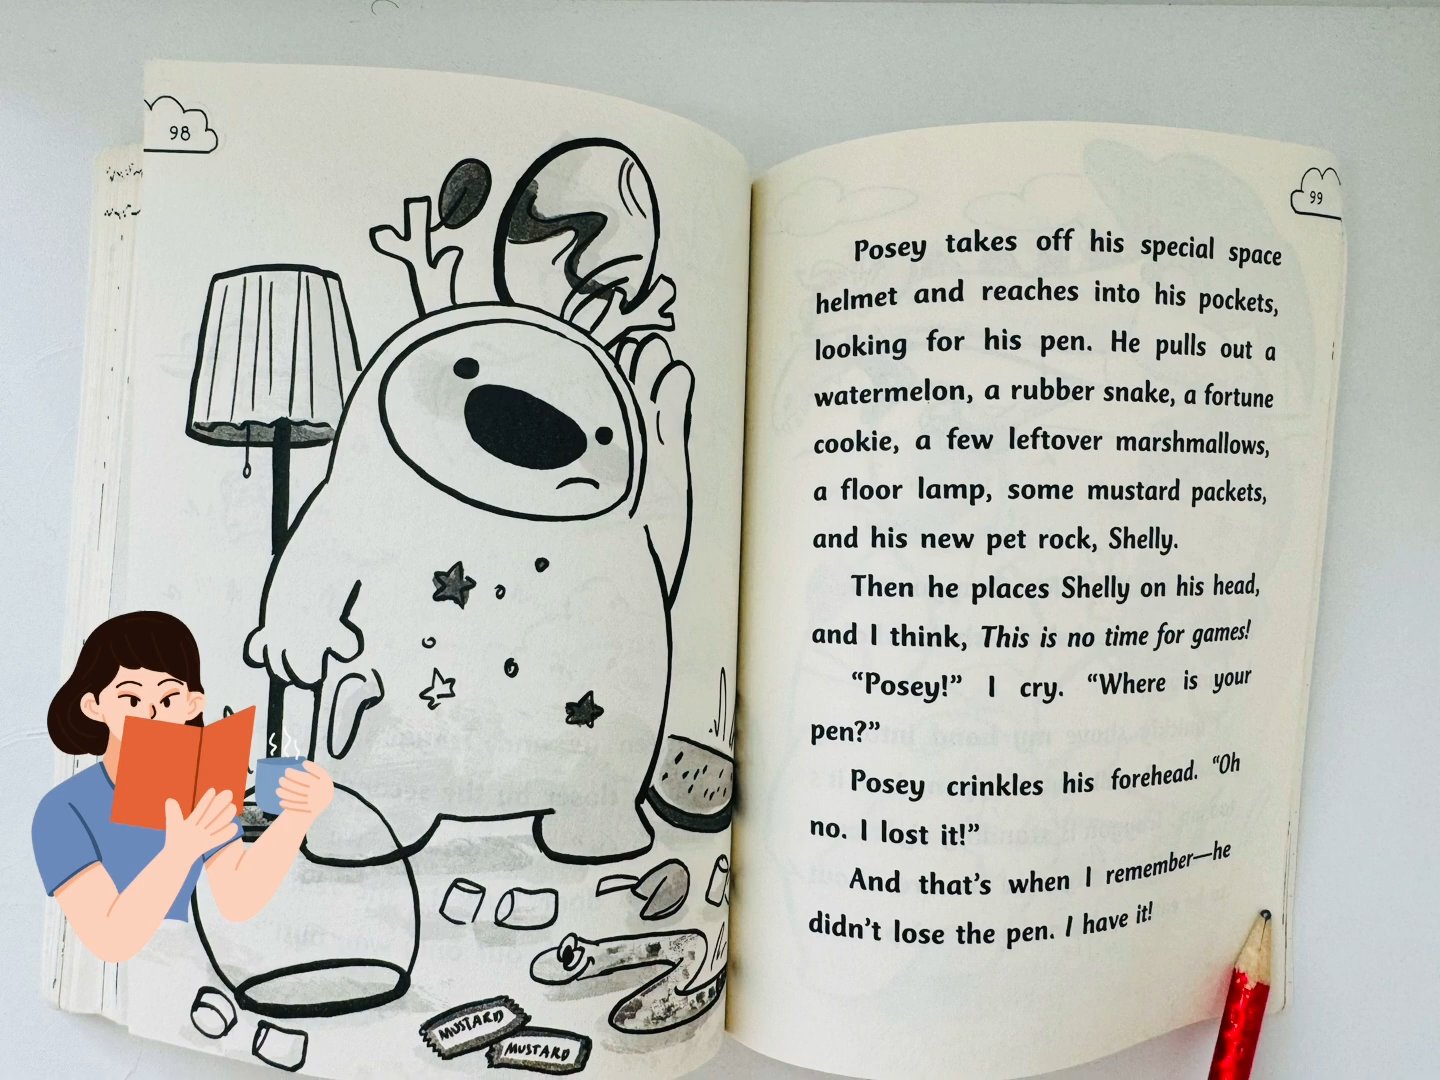 98
MUSTARD
MUSTARD
99
Posey takes off his special space
helmet and reaches into his pockets,
looking for his pen. He pulls out a
watermelon, a rubber snake, a fortune
cookie, a few leftover marshmallows,
a floor lamp, some mustard packets,
and his new pet rock, Shelly.
Then he places Shelly on his head,
and I think, This is no time for games!
“Posey!” I cry. “Where is your
pen?”
Posey crinkles his forehead. “Oh
no. I lost it!”
And that’s when I remember—he
didn’t lose the pen. I have it!